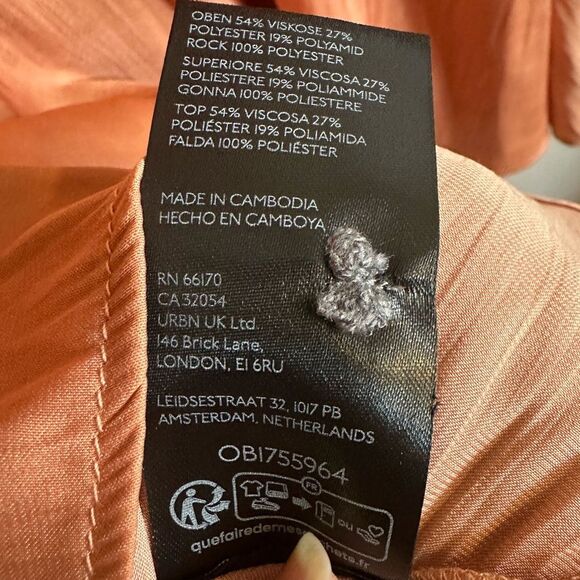 OBEN 54% VISKOSE 27%
POLYESTER 19% POLYAMID
ROCK 100% POLYESTER
SUPERIORE 54% VISCOSA 27%
POLIESTERE 19% POLIAMMIDE
GONNA 100% POLIESTERE
TOP 54% VISCOSA 27%
POLIÉSTER 19% POLIAMIDA
FALDA 100% POLIÉSTER
MADE IN CAMBODIA
HECHO EN CAMBOYA
RN 66170
CA 32054
URBN UK Ltd
146 Brick Lane,
LONDON, E1 6RU
LEIDSESTRAAT 32, 1017 PB
AMSTERDAM, NETHERLANDS
OB1755964
FR
ou